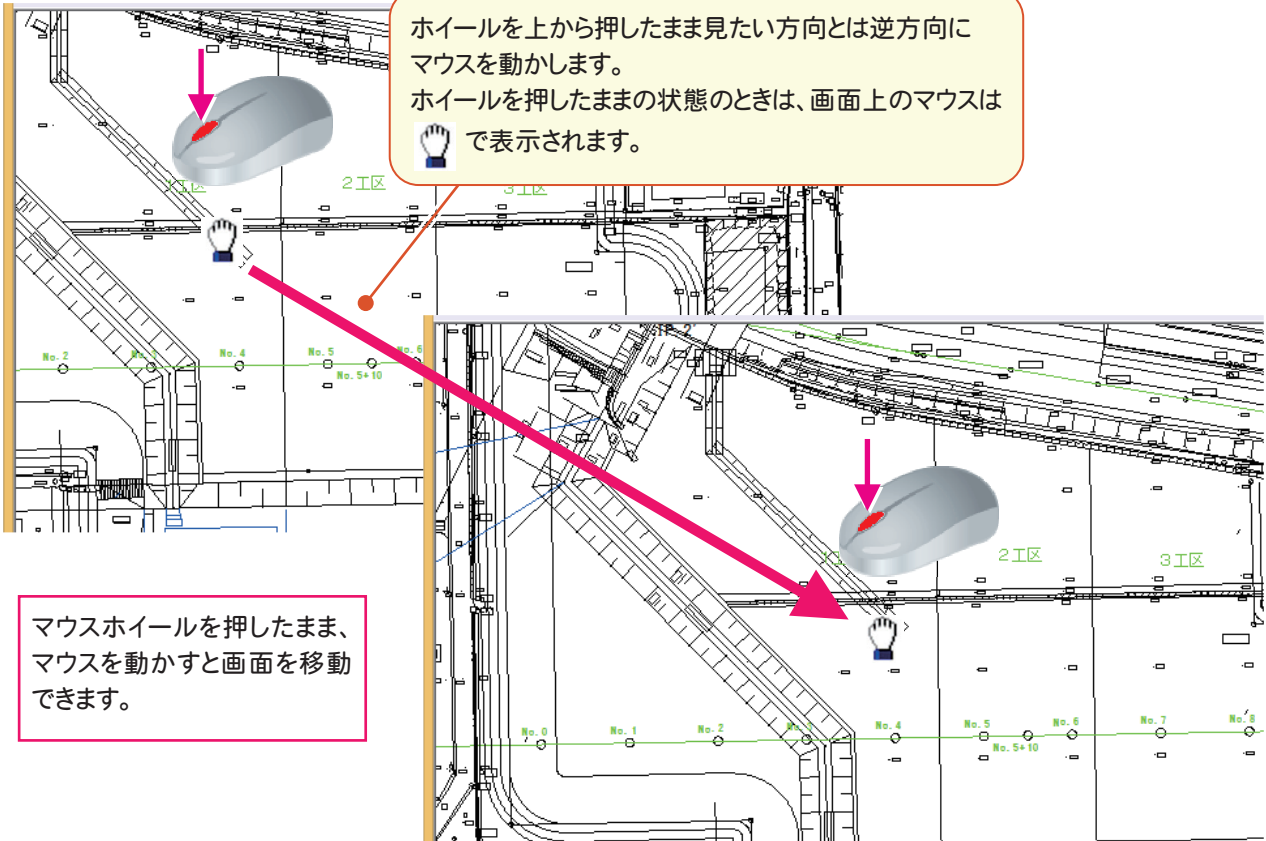 ホイールを上から押したまま見たい方向とは逆方向に
マウスを動かします。
ホイールを押したままの状態のときは、画面上のマウスは
で表示されます。
2工区
3工区
No. 2
No. 4
No. 5
No. 6
No. 5+10
マウスホイールを押したまま、
マウスを動かすと画面を移動
できます。
2工区
3工区
No. 0
No. 1
No. 2
No. 4
No. 5
No. 6
No. 7
No. 8
No. 5+10